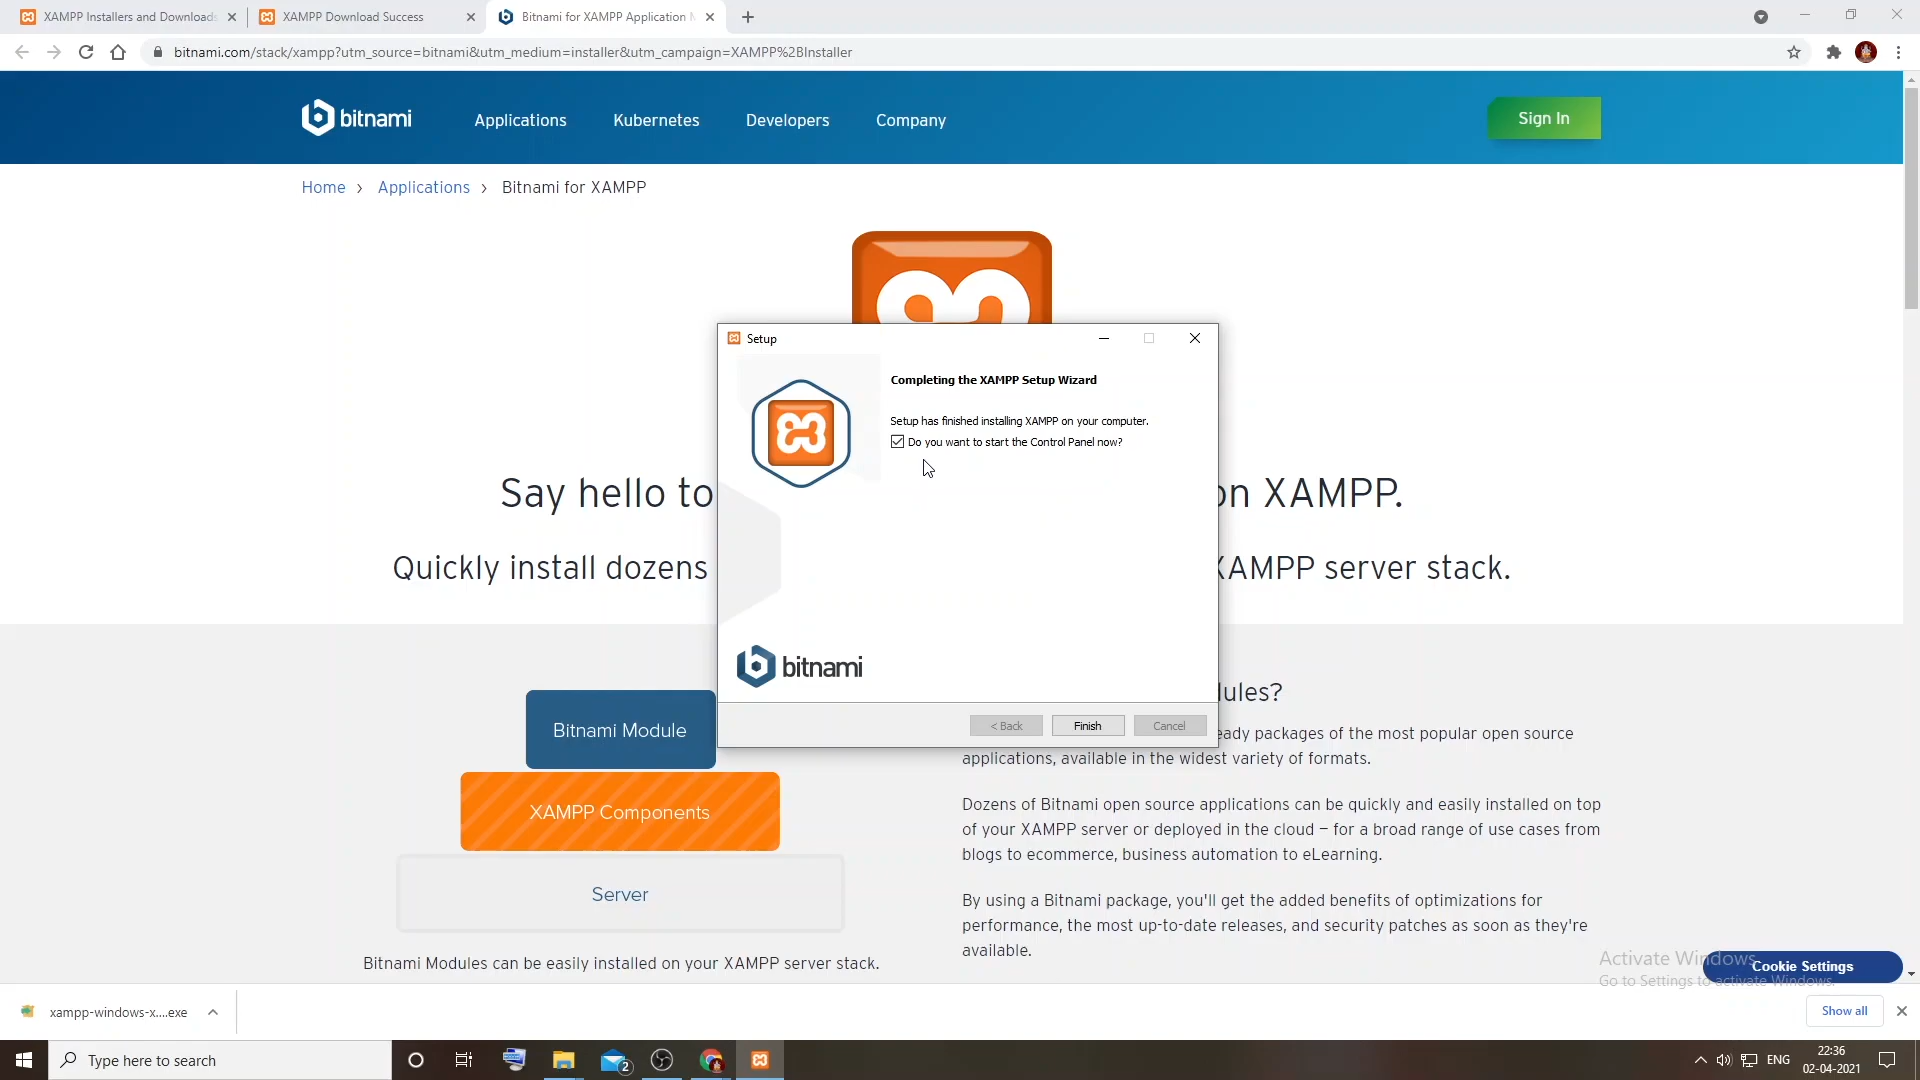 XAMPP Installers and Downloads
XAMPP Download Success
Bitnami for XAMPP Application
bitnami.com/stack/xampp?utm_source=bitnami&utm_medium=installer&utm_campaign=XAMPP%2BInstaller
bitnami
Applications
Kubernetes
Developers
Company
Sign In
Home › Applications › Bitnami for XAMPP
Setup
Completing the XAMPP Setup Wizard
Setup has finished installing XAMPP on your computer.
Do you want to start the Control Panel now?
Say hello to
on XAMPP.
Quickly install dozens
XAMPP server stack.
bitnami
< Back
Finish
Cancel
Bitnami Module
XAMPP Components
Server
Bitnami Modules can be easily installed on your XAMPP server stack.
packages of the most popular open source
applications, available in the widest variety of formats.
Dozens of Bitnami open source applications can be quickly and easily installed on top
of your XAMPP server or deployed in the cloud – for a broad range of use cases from
blogs to ecommerce, business automation to eLearning.
By using a Bitnami package, you'll get the added benefits of optimizations for
performance, the most up-to-date releases, and security patches as soon as they're
available.
Activate Windows
Go to Settings to activate Windows.
Cookie Settings
xampp-windows-x....exe
Show all
Type here to search
2
ENG
22:36
02-04-2021